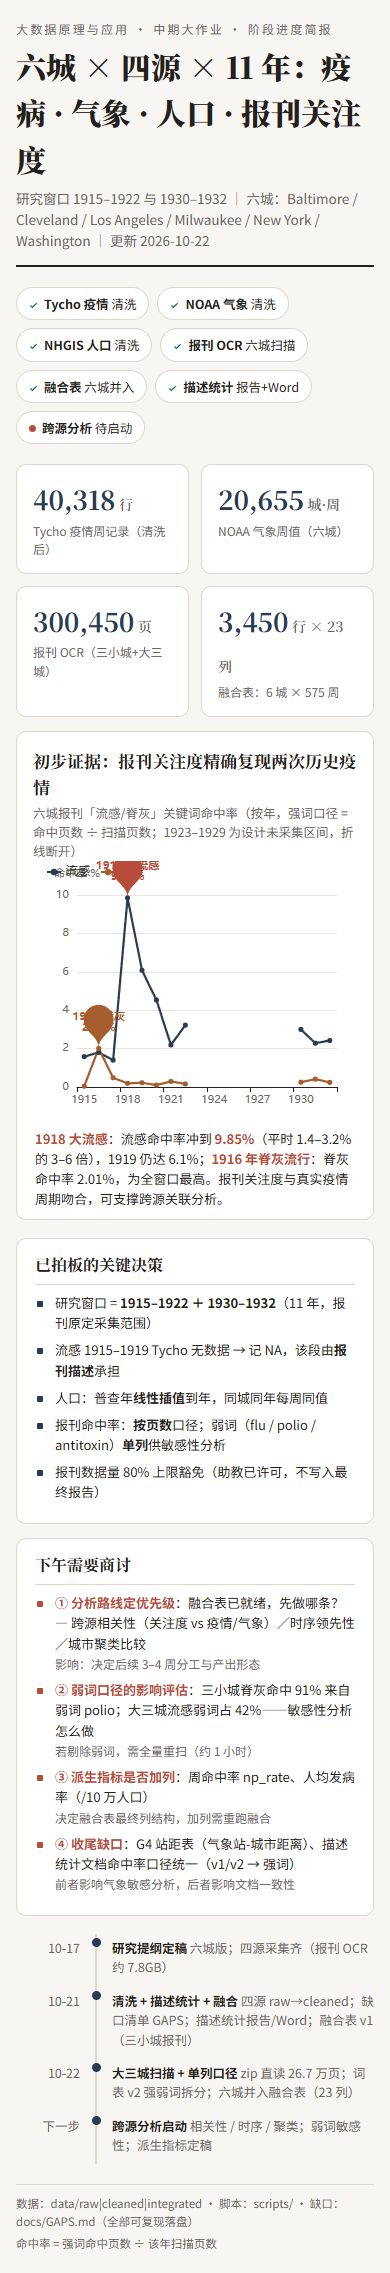 大数据原理与应用 · 中期大作业 · 阶段进度简报
六城 × 四源 × 11 年：疫
病 · 气象 · 人口 · 报刊关注
度
研究窗口 1915–1922 与 1930–1932 ｜ 六城：Baltimore /
Cleveland / Los Angeles / Milwaukee / New York /
Washington ｜ 更新 2026-10-22
✓ Tycho 疫情 清洗
✓ NOAA 气象 清洗
✓ NHGIS 人口 清洗
✓ 报刊 OCR 六城扫描
✓ 融合表 六城并入
✓ 描述统计 报告+Word
跨源分析 待启动
40,318 行
Tycho 疫情周记录（清洗
后）
20,655 城·周
NOAA 气象周值（六城）
300,450 页
报刊 OCR（三小城+大三
城）
3,450 行 × 23
列
融合表：6 城 × 575 周
初步证据：报刊关注度精确复现两次历史疫
情
六城报刊「流感/脊灰」关键词命中率（按年，强词口径 =
命中页数 ÷ 扫描页数；1923–1929 为设计未采集区间，折
线断开）
流感
10
8
6
4
2
0
1915
1918
1921
1924
1927
1930
1918 大流感：流感命中率冲到 9.85%（平时 1.4–3.2%
的 3–6 倍），1919 仍达 6.1%；1916 年脊灰流行：脊灰
命中率 2.01%，为全窗口最高。报刊关注度与真实疫情
周期吻合，可支撑跨源关联分析。
已拍板的关键决策
研究窗口 = 1915–1922 ＋ 1930–1932（11 年，报
刊原定采集范围）
流感 1915–1919 Tycho 无数据 → 记 NA，该段由报
刊描述承担
人口：普查年线性插值到年，同城同年每周同值
报刊命中率：按页数口径；弱词（flu / polio /
antitoxin）单列供敏感性分析
报刊数据量 80% 上限豁免（助教已许可，不写入最
终报告）
下午需要商讨
① 分析路线定优先级：融合表已就绪，先做哪条？
— 跨源相关性（关注度 vs 疫情/气象）／时序领先性
／城市聚类比较
影响：决定后续 3–4 周分工与产出形态
② 弱词口径的影响评估：三小城脊灰命中 91% 来自
弱词 polio；大三城流感弱词占 42%——敏感性分析
怎么做
若剔除弱词，需全量重扫（约 1 小时）
③ 派生指标是否加列：周命中率 np_rate、人均发病
率（/10 万人口）
决定融合表最终列结构，加列需重跑融合
④ 收尾缺口：G4 站距表（气象站-城市距离）、描述
统计文档命中率口径统一（v1/v2 → 强词）
前者影响气象敏感分析，后者影响文档一致性
10-17
研究提纲定稿 六城版；四源采集齐（报刊 OCR
约 7.8GB）
10-21
清洗 + 描述统计 + 融合 四源 raw→cleaned；缺
口清单 GAPS；描述统计报告/Word；融合表 v1
（三小城报刊）
10-22
大三城扫描 + 单列口径 zip 直读 26.7 万页；词
表 v2 强弱词拆分；六城并入融合表（23 列）
下一步
跨源分析启动 相关性 / 时序 / 聚类；弱词敏感
性；派生指标定稿
数据：data/raw|cleaned|integrated · 脚本：scripts/ · 缺口：
docs/GAPS.md（全部可复现落盘）
命中率 = 强词命中页数 ÷ 该年扫描页数